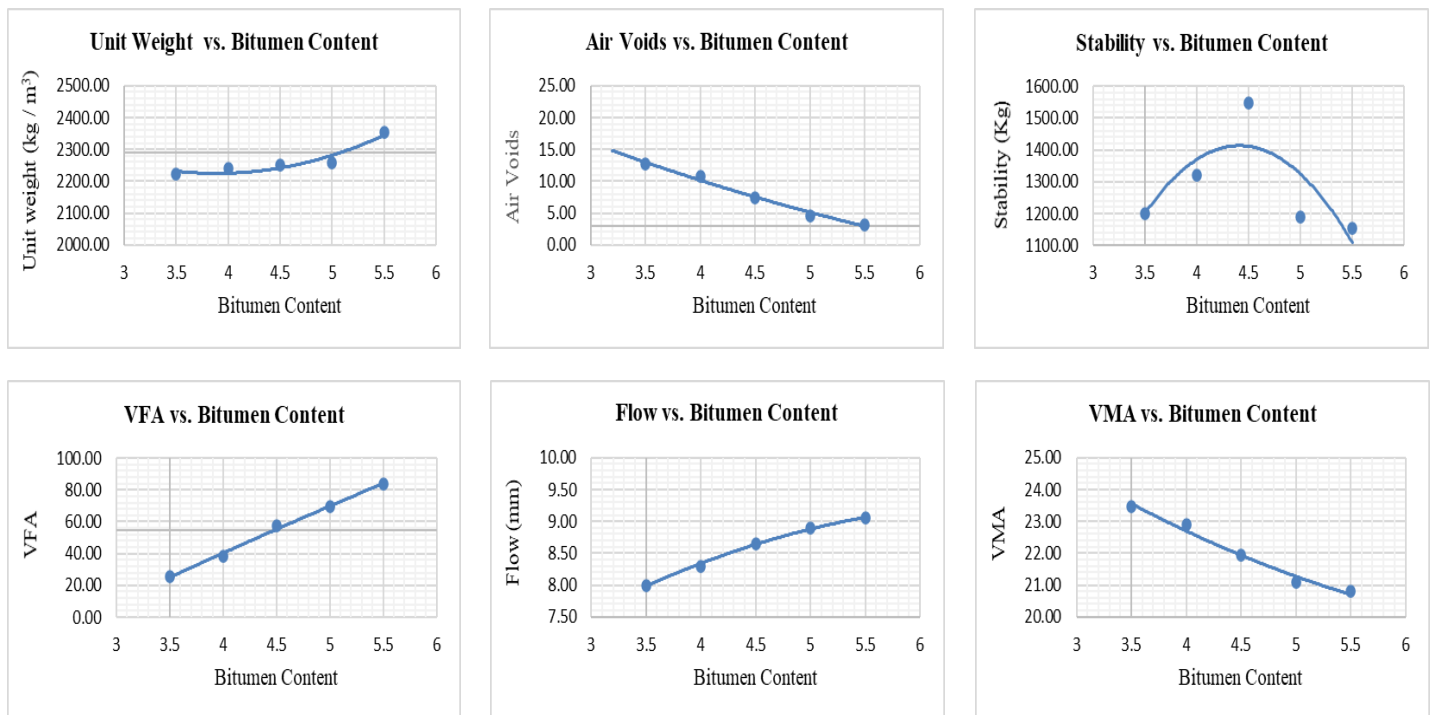 Unit Weight vs. Bitumen Content
Unit weight (kg / m³)
2500.00
2400.00
2300.00
2200.00
2100.00
2000.00
3 3.5 4 4.5 5 5.5 6
Bitumen Content
Air Voids vs. Bitumen Content
Air Voids
25.00
20.00
15.00
10.00
5.00
0.00
3 3.5 4 4.5 5 5.5 6
Bitumen Content
Stability vs. Bitumen Content
Stability (Kg)
1600.00
1500.00
1400.00
1300.00
1200.00
1100.00
3 3.5 4 4.5 5 5.5 6
Bitumen Content
VFA vs. Bitumen Content
VFA
100.00
80.00
60.00
40.00
20.00
0.00
3 3.5 4 4.5 5 5.5 6
Bitumen Content
Flow vs. Bitumen Content
Flow (mm)
10.00
9.50
9.00
8.50
8.00
7.50
3 3.5 4 4.5 5 5.5 6
Bitumen Content
VMA vs. Bitumen Content
VMA
25.00
24.00
23.00
22.00
21.00
20.00
3 3.5 4 4.5 5 5.5 6
Bitumen Content